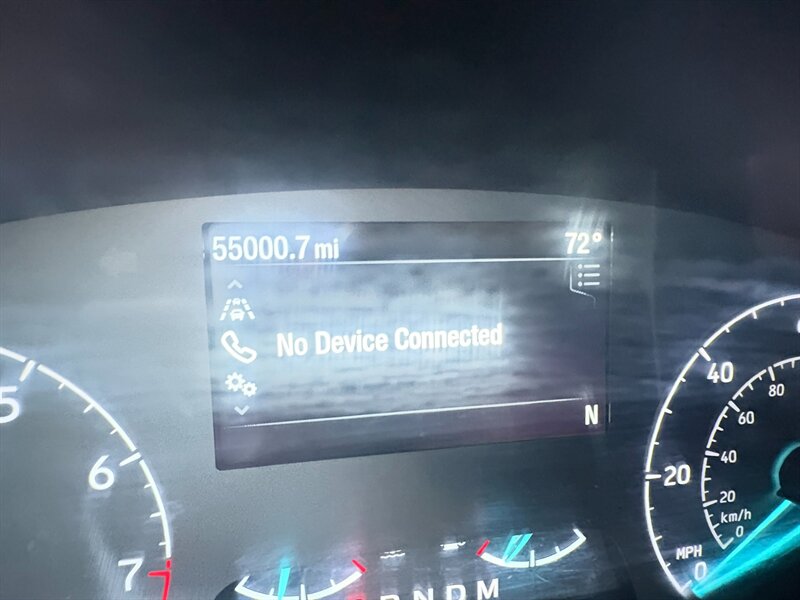 55000.7 mi 72°
No Device Connected
N
5
6
7
40
20
0
MPH
80
60
40
20
0
km/h
R N D M